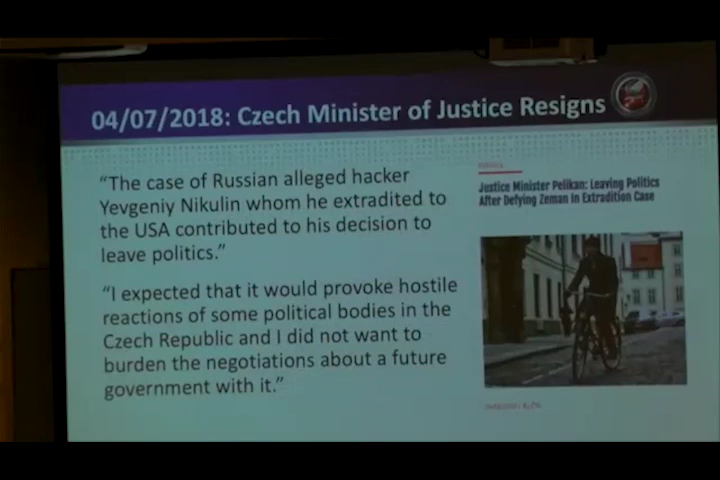 04/07/2018: Czech Minister of Justice Resigns
“The case of Russian alleged hacker
Yevgeniy Nikulin whom he extradited to
the USA contributed to his decision to
leave politics.”
“I expected that it would provoke hostile
reactions of some political bodies in the
Czech Republic and I did not want to
burden the negotiations about a future
government with it.”
Justice Minister Pelikan: Leaving Politics
After Defying Zeman In Extradition Case